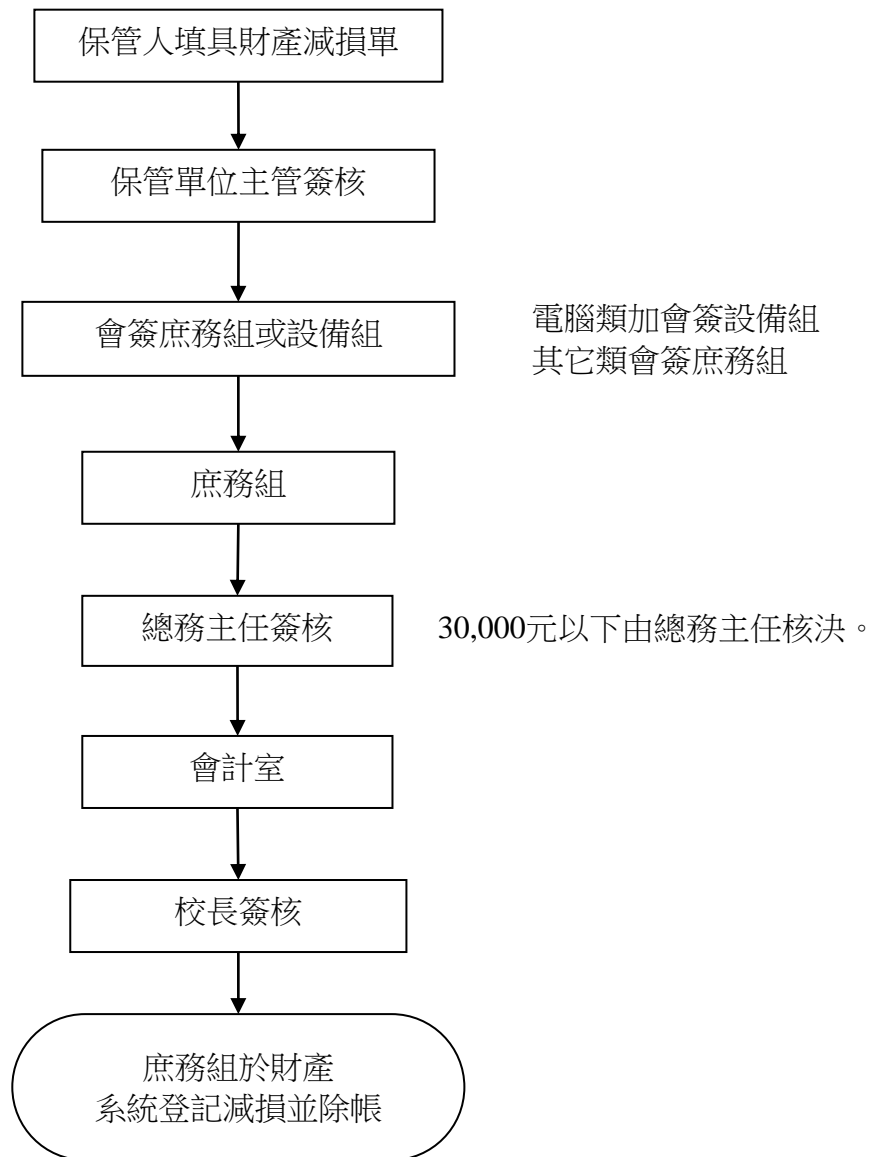 保管人填具財產減損單
保管單位主管簽核
會簽庶務組或設備組
電腦類加會簽設備組
其它類會簽庶務組
庶務組
總務主任簽核
30,000元以下由總務主任核決。
會計室
校長簽核
庶務組於財產
系統登記減損並除帳